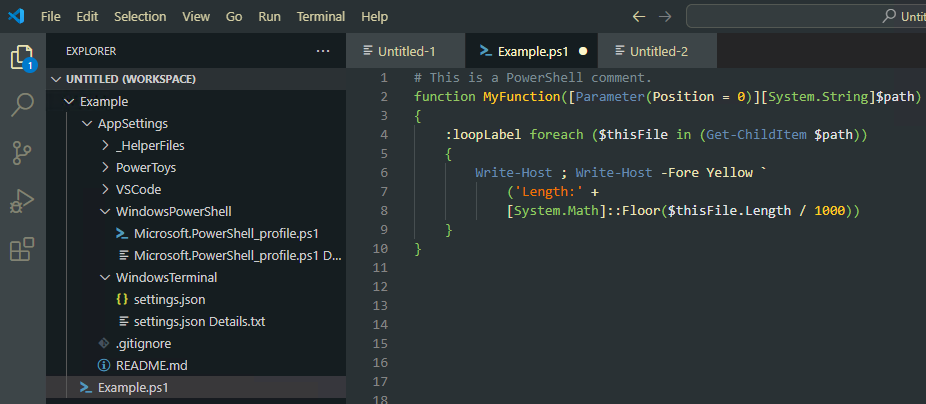 File Edit Selection View Go Run Terminal Help
Untit
EXPLORER ...
1
UNTITLED (WORKSPACE)
Example
AppSettings
_HelperFiles
PowerToys
VSCode
WindowsPowerShell
Microsoft.PowerShell_profile.ps1
Microsoft.PowerShell_profile.ps1 D...
WindowsTerminal
{} settings.json
settings.json Details.txt
.gitignore
README.md
Example.ps1
Untitled-1 Example.ps1 Untitled-2
1 # This is a PowerShell comment.
2 function MyFunction([Parameter(Position = 0)][System.String]$path)
3 {
4 :loopLabel foreach ($thisFile in (Get-ChildItem $path))
5 {
6 Write-Host ; Write-Host -Fore Yellow `
7 ('Length:' +
8 [System.Math]::Floor($thisFile.Length / 1000))
9 }
10 }
11
12
13
14
15
16
17
18